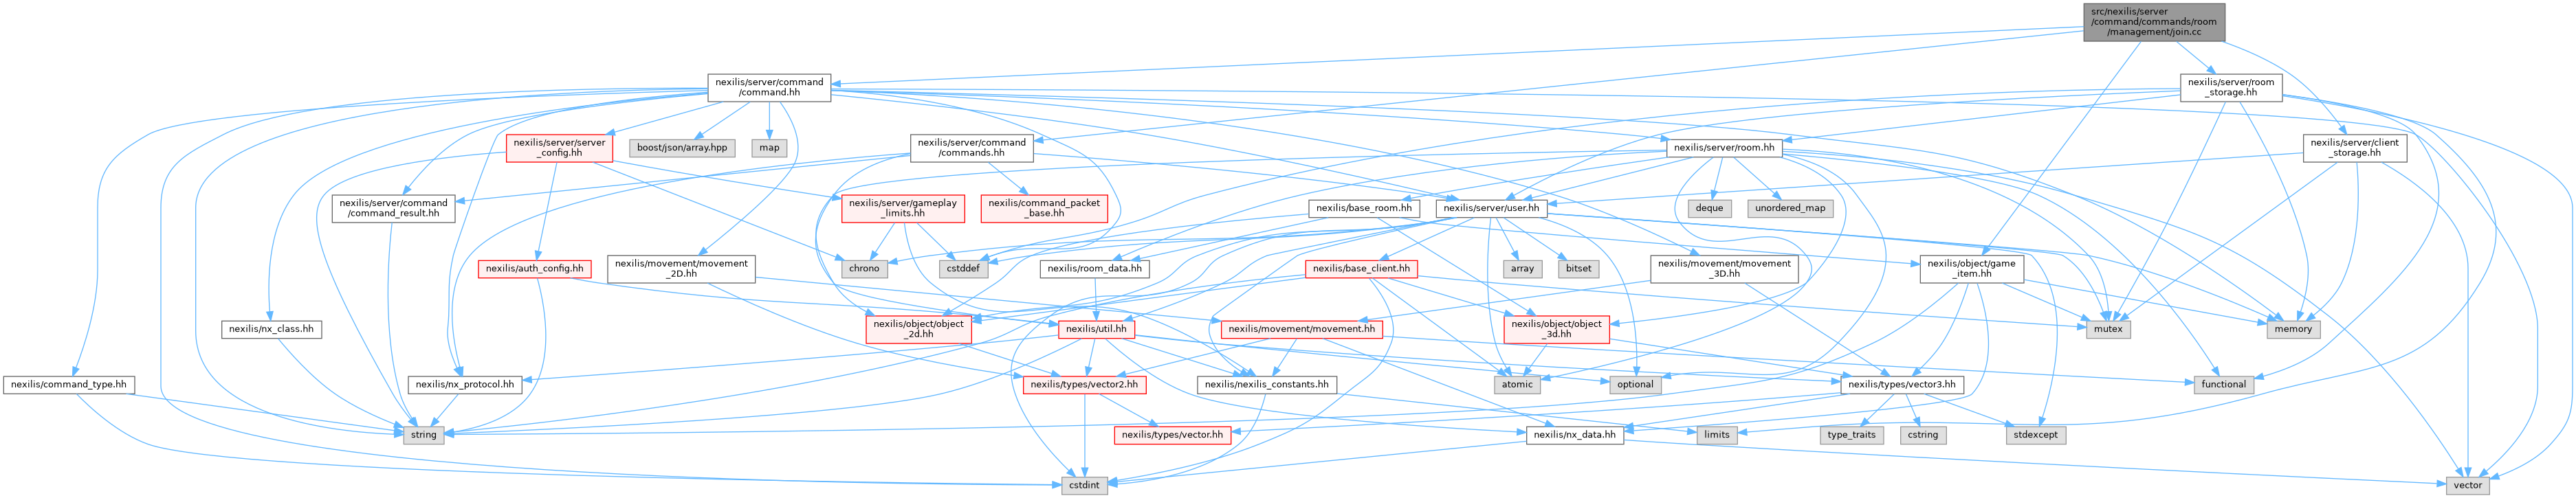 src/nexilis/server
/command/commands/room
/management/join.cc
nexilis/server/command
/command.hh
nexilis/server/room
_storage.hh
nexilis/server/server
_config.hh
boost/json/array.hpp
map
nexilis/server/command
/commands.hh
nexilis/server/room.hh
nexilis/server/client
_storage.hh
nexilis/server/command
/command_result.hh
nexilis/server/gameplay
_limits.hh
nexilis/command_packet
_base.hh
nexilis/base_room.hh
nexilis/server/user.hh
deque
unordered_map
nexilis/auth_config.hh
nexilis/movement/movement
_2D.hh
chrono
cstddef
nexilis/room_data.hh
nexilis/base_client.hh
array
bitset
nexilis/movement/movement
_3D.hh
nexilis/object/game
_item.hh
nexilis/nx_class.hh
nexilis/object/object
_2d.hh
nexilis/util.hh
nexilis/movement/movement.hh
nexilis/object/object
_3d.hh
mutex
memory
nexilis/command_type.hh
nexilis/nx_protocol.hh
nexilis/types/vector2.hh
nexilis/nexilis_constants.hh
atomic
optional
nexilis/types/vector3.hh
functional
string
nexilis/types/vector.hh
nexilis/nx_data.hh
limits
type_traits
cstring
stdexcept
cstdint
vector